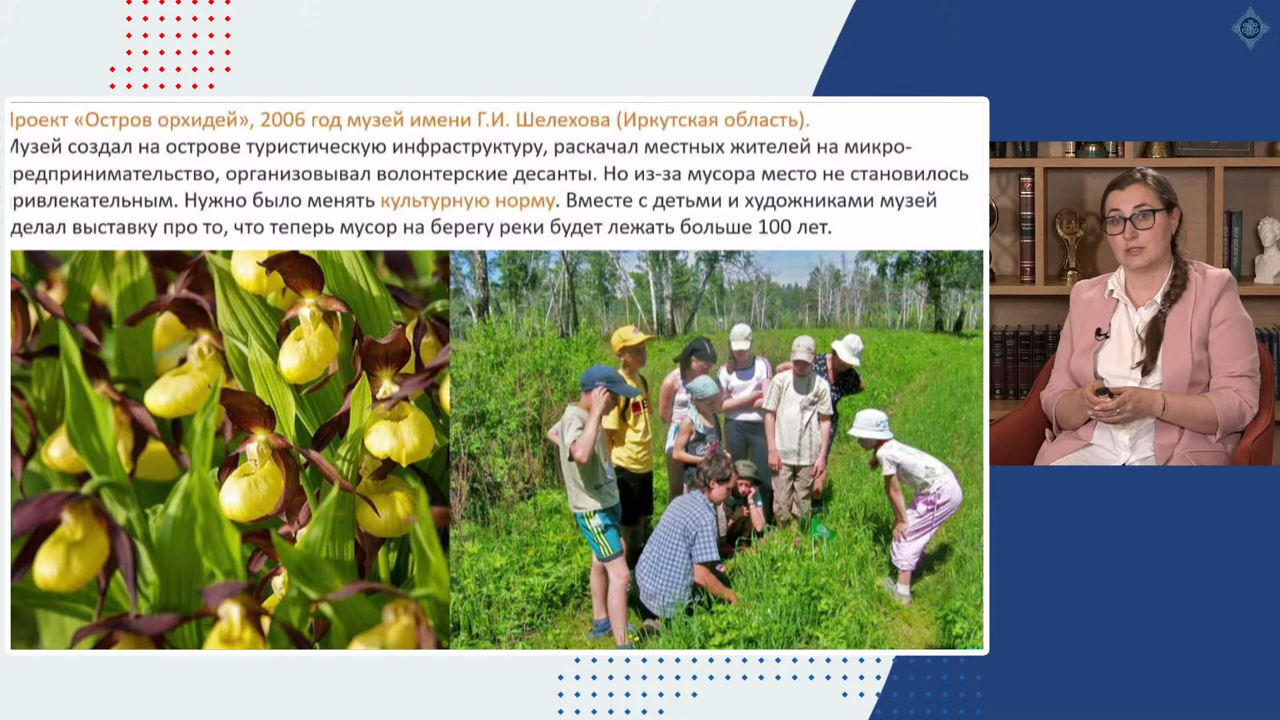 Проект «Остров орхидей», 2006 год музей имени Г.И. Шелехова (Иркутская область).
Музей создал на острове туристическую инфраструктуру, раскачал местных жителей на микро-
редпринимательство, организовывал волонтерские десанты. Но из-за мусора место не становилось
ривлекательным. Нужно было менять культурную норму. Вместе с детьми и художниками музей
делал выставку про то, что теперь мусор на берегу реки будет лежать больше 100 лет.